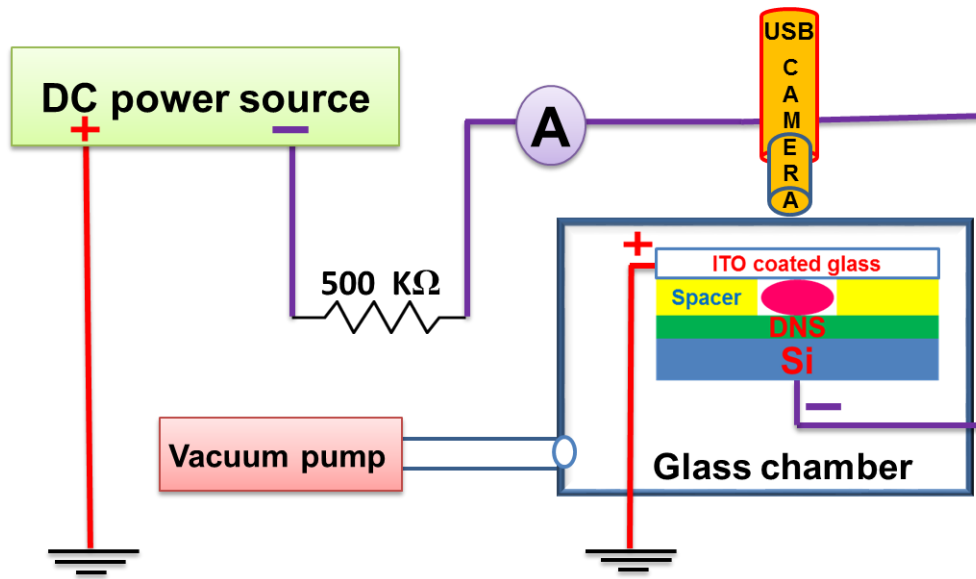 DC power source
+
−
500 KΩ
A
USB
C
A
M
E
R
A
+
ITO coated glass
Spacer
DNS
Si
−
Vacuum pump
Glass chamber